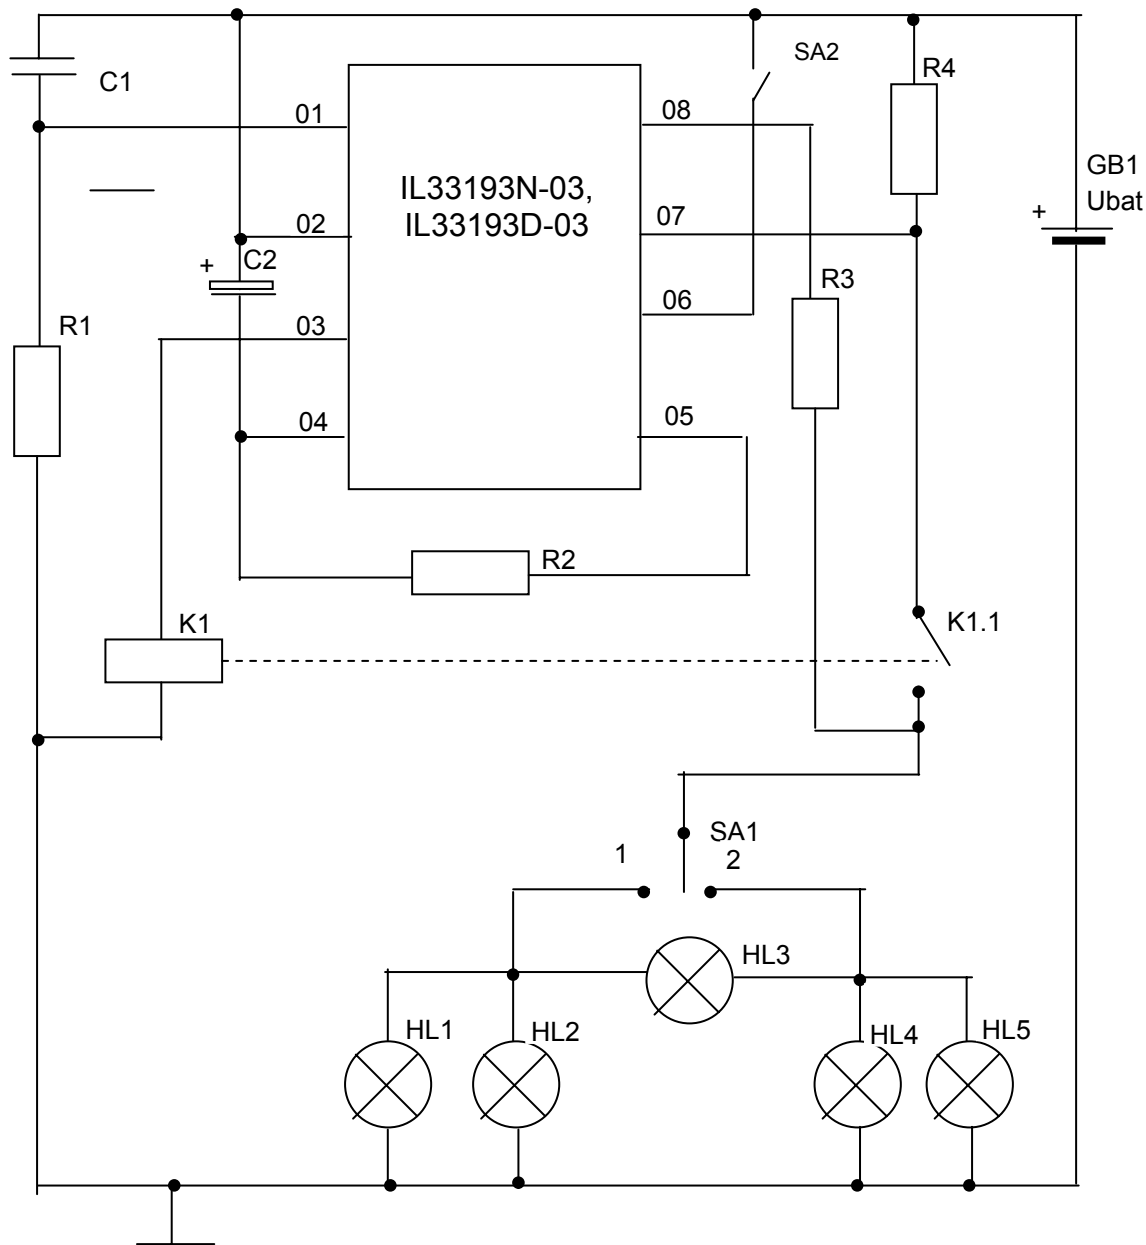 SA2
R4
C1
01
08
GB1
Ubat
+
IL33193N-03,
IL33193D-03
02
07
C2
+
R3
06
R1
03
04
05
R2
K1
K1.1
SA1
1
2
HL3
HL1
HL2
HL4
HL5